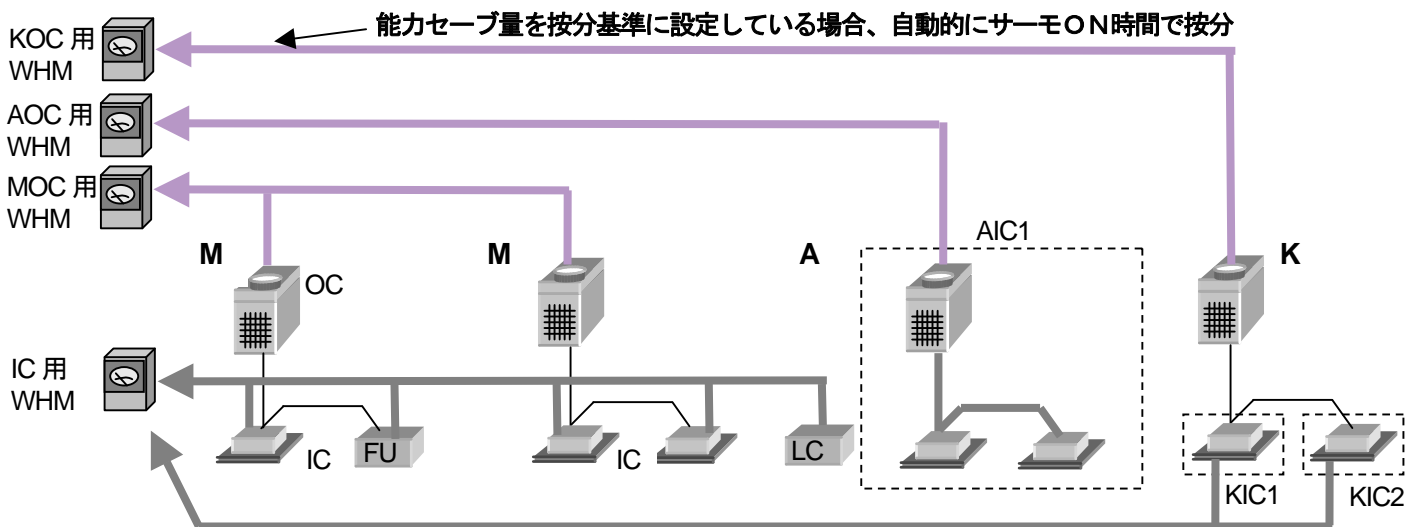 能力セーブ量を按分基準に設定している場合、自動的にサーモON時間で按分
KOC 用
WHM
AOC 用
WHM
MOC 用
WHM
M
OC
M
A
AIC1
K
IC 用
WHM
IC
FU
IC
LC
KIC1
KIC2